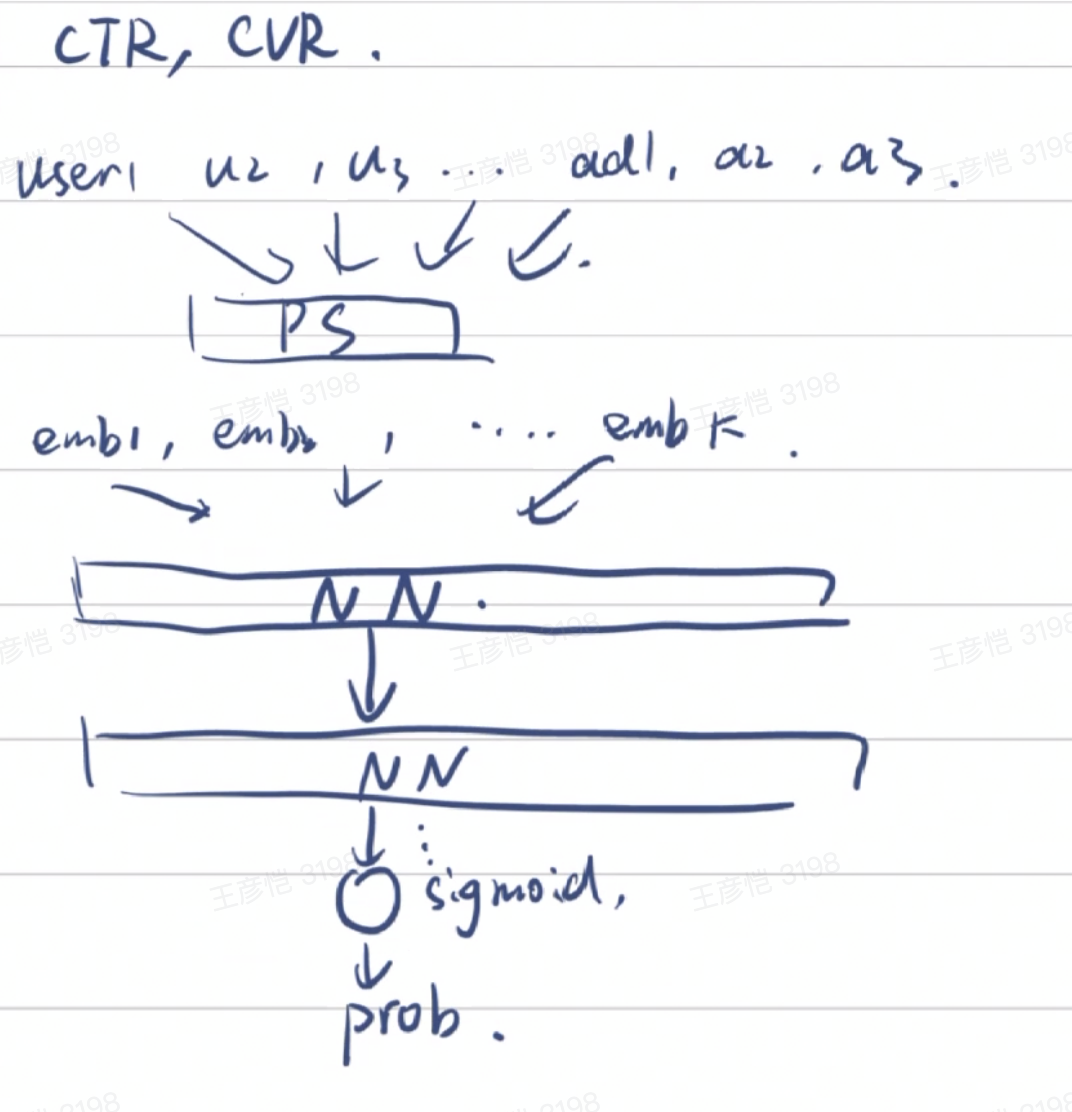 CTR, CVR.
user1 u2, u3 .... ad1, a2, a3.
PS
emb1, emb2, .... emb k.
NN.
NN
sigmoid,
prob.
王彦恺 3198